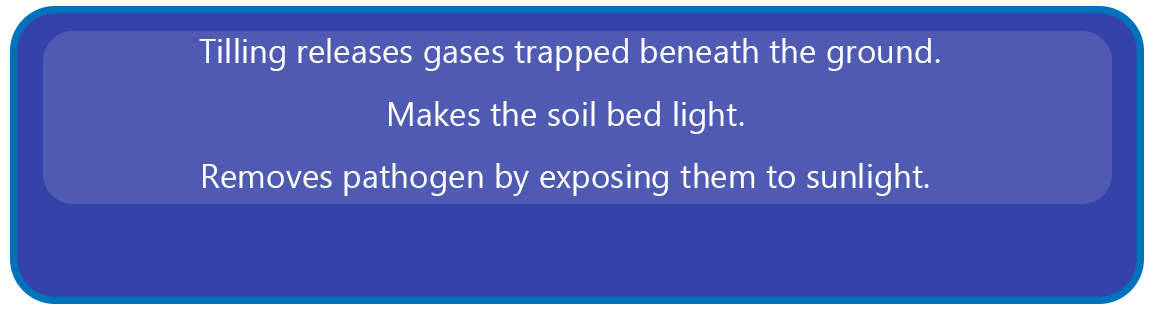 Tilling releases gases trapped beneath the ground.
Makes the soil bed light.
Removes pathogen by exposing them to sunlight.